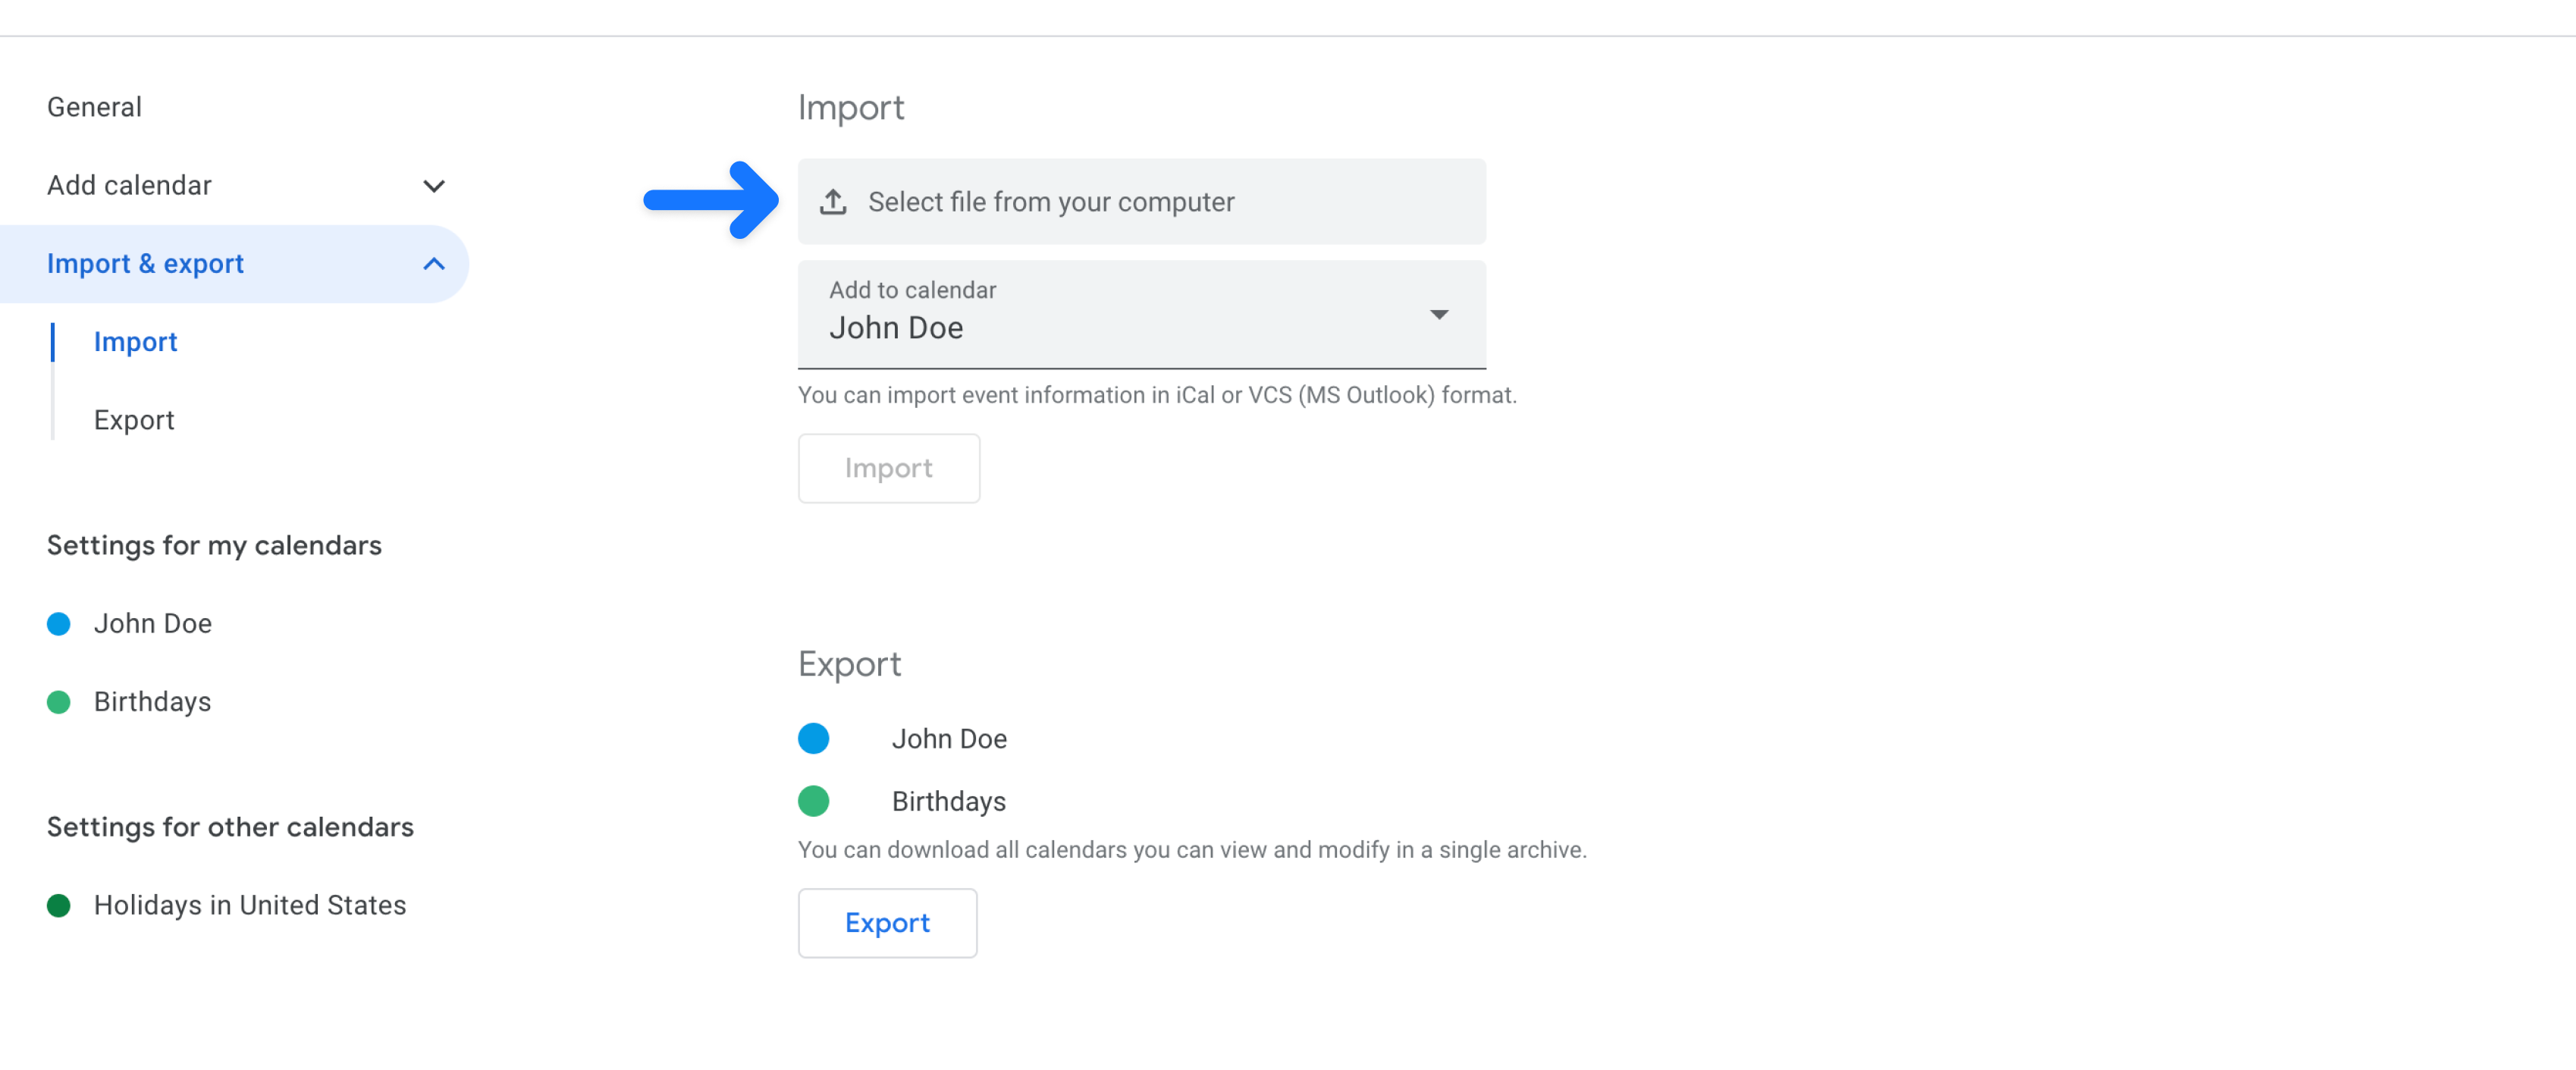 General
Add calendar
Import & export
Import
Export
Settings for my calendars
John Doe
Birthdays
Settings for other calendars
Holidays in United States
Import
Select file from your computer
Add to calendar
John Doe
You can import event information in iCal or VCS (MS Outlook) format.
Import
Export
John Doe
Birthdays
You can download all calendars you can view and modify in a single archive.
Export